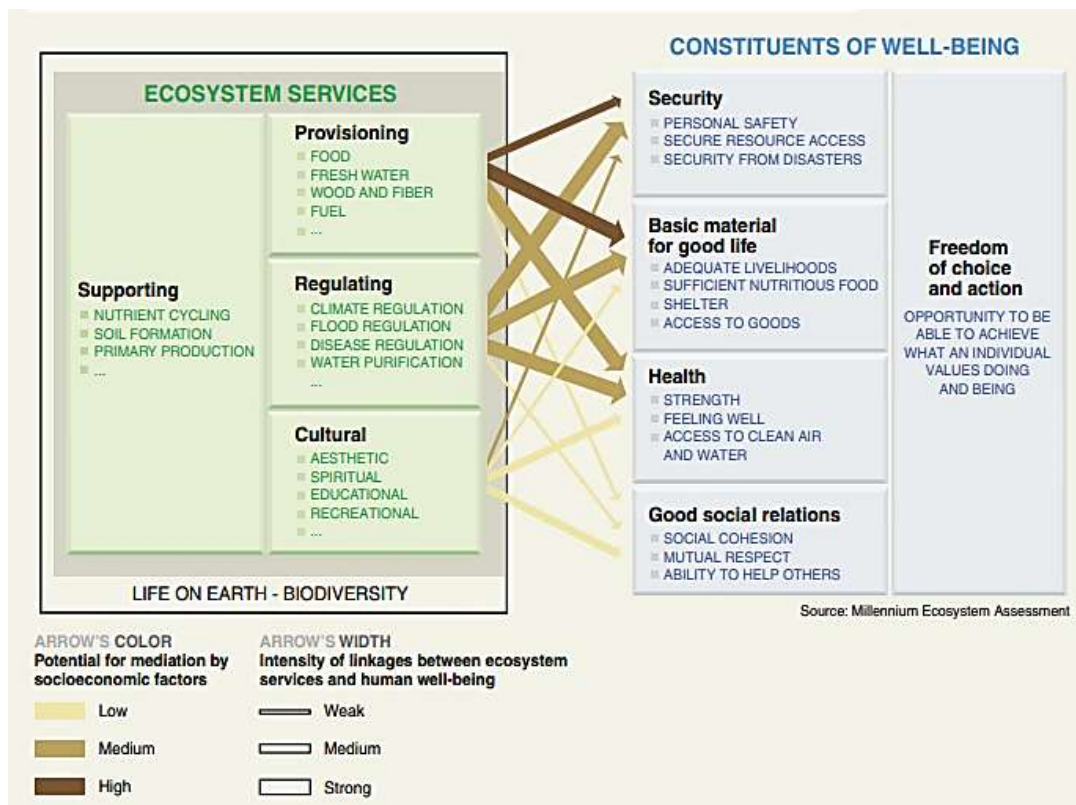 CONSTITUENTS OF WELL-BEING
ECOSYSTEM SERVICES
Supporting
NUTRIENT CYCLING
SOIL FORMATION
PRIMARY PRODUCTION
...
Provisioning
FOOD
FRESH WATER
WOOD AND FIBER
FUEL
...
Regulating
CLIMATE REGULATION
FLOOD REGULATION
DISEASE REGULATION
WATER PURIFICATION
...
Cultural
AESTHETIC
SPIRITUAL
EDUCATIONAL
RECREATIONAL
...
LIFE ON EARTH - BIODIVERSITY
Security
PERSONAL SAFETY
SECURE RESOURCE ACCESS
SECURITY FROM DISASTERS
Basic material
for good life
ADEQUATE LIVELIHOODS
SUFFICIENT NUTRITIOUS FOOD
SHELTER
ACCESS TO GOODS
Health
STRENGTH
FEELING WELL
ACCESS TO CLEAN AIR
AND WATER
Good social relations
SOCIAL COHESION
MUTUAL RESPECT
ABILITY TO HELP OTHERS
Freedom
of choice
and action
OPPORTUNITY TO BE
ABLE TO ACHIEVE
WHAT AN INDIVIDUAL
VALUES DOING
AND BEING
Source: Millennium Ecosystem Assessment
ARROW'S COLOR
Potential for mediation by
socioeconomic factors
Low
Medium
High
ARROW'S WIDTH
Intensity of linkages between ecosystem
services and human well-being
Weak
Medium
Strong